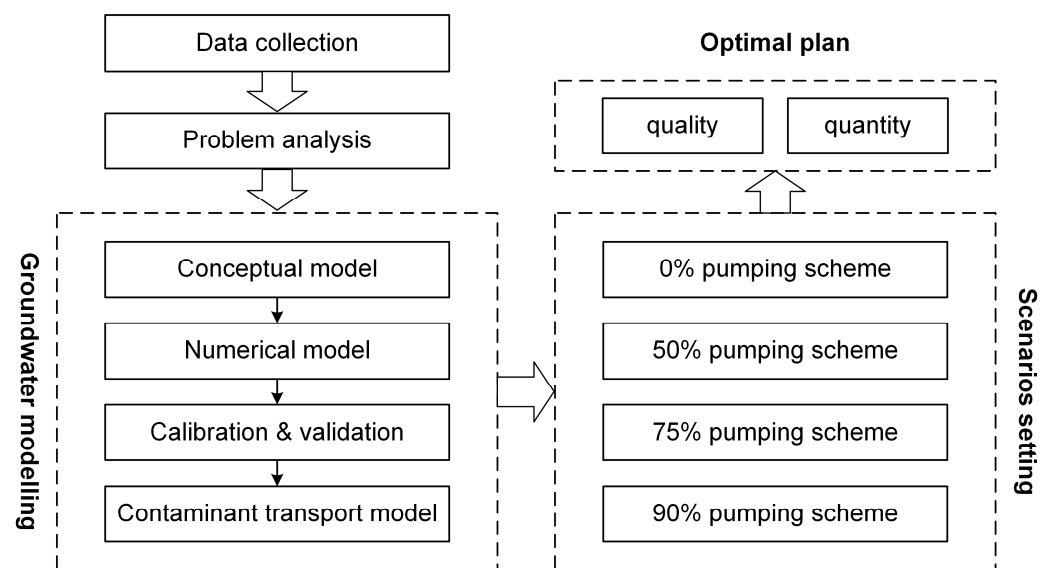 Data collection
Problem analysis
Groundwater modelling
Conceptual model
Numerical model
Calibration & validation
Contaminant transport model
Optimal plan
quality
quantity
0% pumping scheme
50% pumping scheme
75% pumping scheme
90% pumping scheme
Scenarios setting